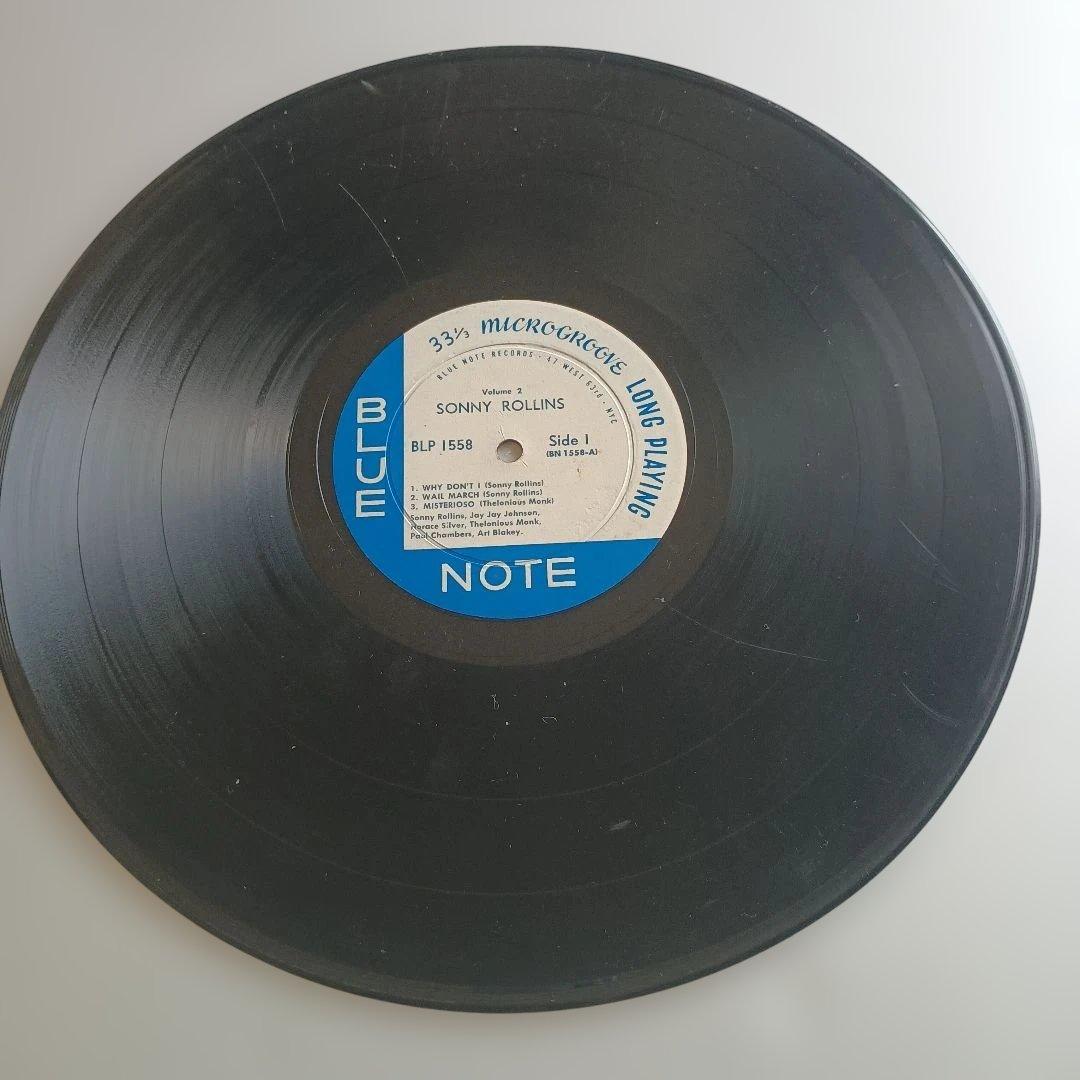 33⅓ MICROGROOVE LONG PLAYING
BLUE NOTE RECORDS · 47 WEST 63rd · NYC
Volume 2
SONNY ROLLINS
BLP 1558
Side 1
(BN 1558-A)
1. WHY DON'T I (Sonny Rollins)
2. WAIL MARCH (Sonny Rollins)
3. MISTERIOSO (Thelonious Monk)
Sonny Rollins, Jay Jay Johnson,
Horace Silver, Thelonious Monk,
Paul Chambers, Art Blakey.
BLUE
NOTE